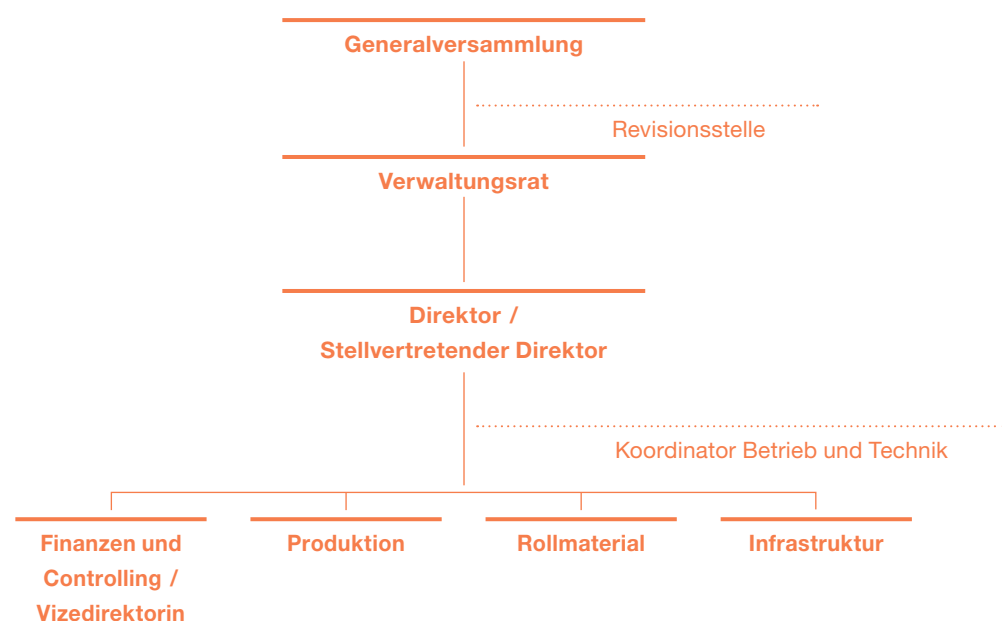 Generalversammlung
Revisionsstelle
Verwaltungsrat
Direktor /
Stellvertretender Direktor
Koordinator Betrieb und Technik
Finanzen und
Controlling /
Vizedirektorin
Produktion
Rollmaterial
Infrastruktur